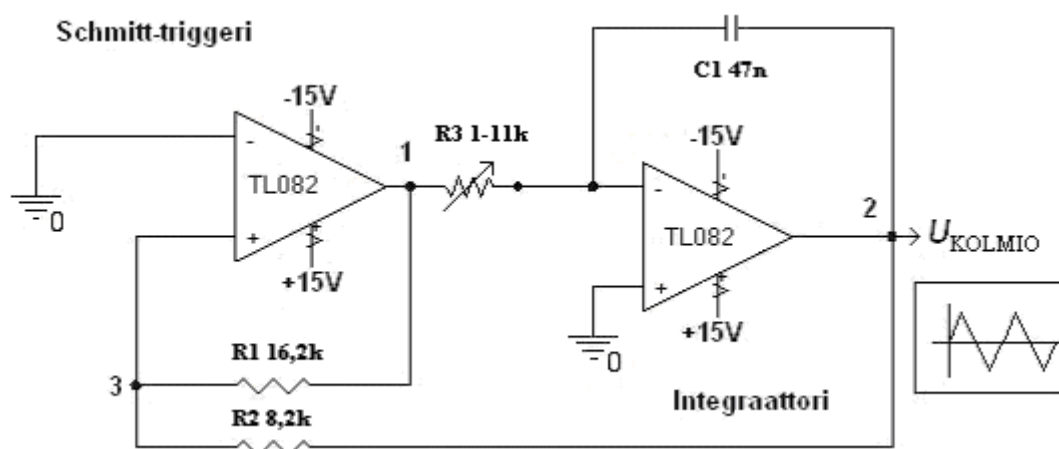 Schmitt-triggeri
C1 47n
-15V
R3 1-11k
-15V
1
-
TL082
0
+
+15V
-
TL082
2
U KOLMIO
+
+15V
0
R1 16,2k
3
R2 8,2k
Integraattori